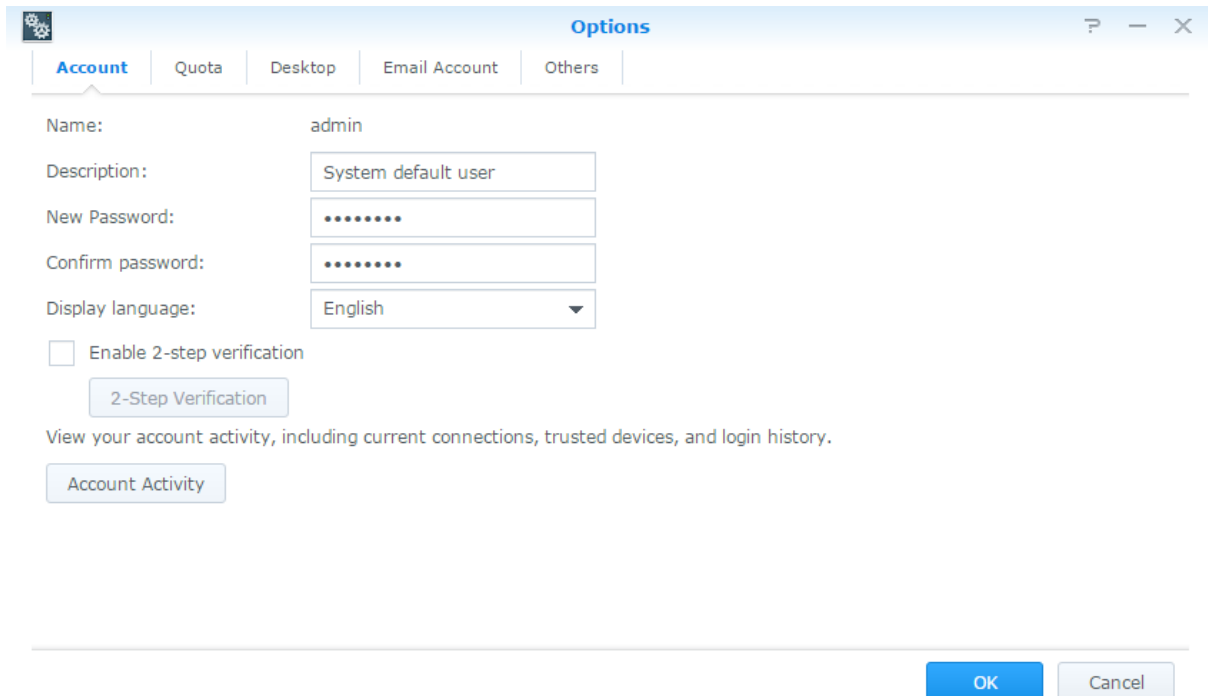 Options
Account Quota Desktop Email Account Others
Name: admin
Description: System default user
New Password: ••••••••
Confirm password: ••••••••
Display language: English
Enable 2-step verification
2-Step Verification
View your account activity, including current connections, trusted devices, and login history.
Account Activity
OK Cancel